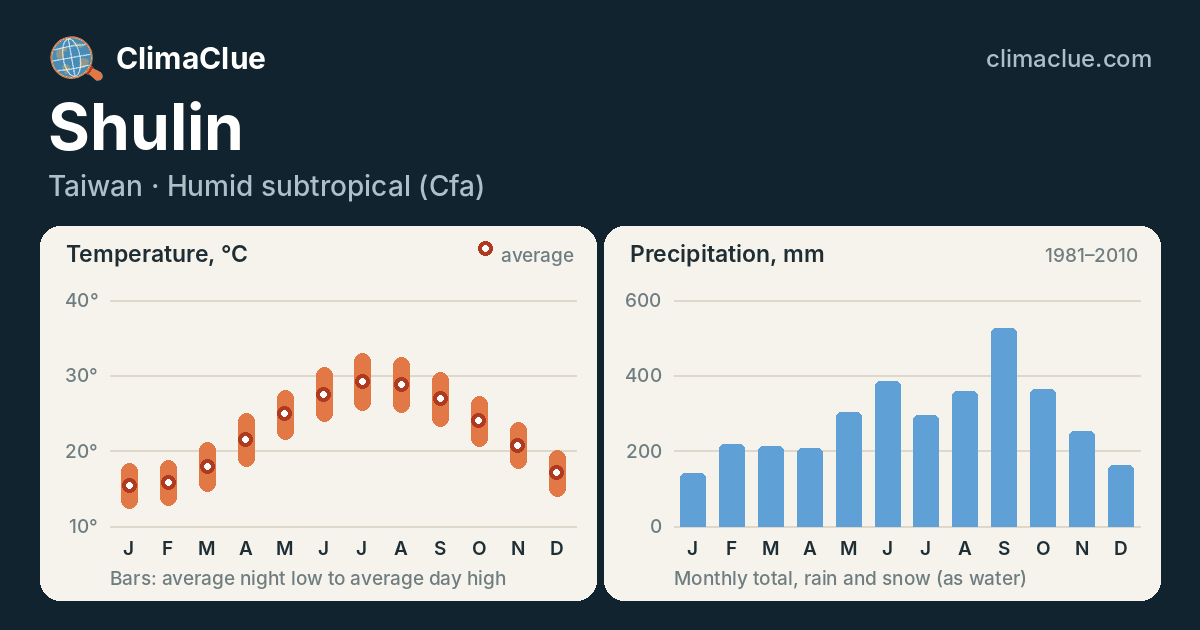 ClimaClue
climaclue.com
Shulin
Taiwan · Humid subtropical (Cfa)
Temperature, °C
average
40°
30°
20°
10°
J F M A M J J A S O N D
Bars: average night low to average day high
Precipitation, mm
1981–2010
600
400
200
0
J F M A M J J A S O N D
Monthly total, rain and snow (as water)